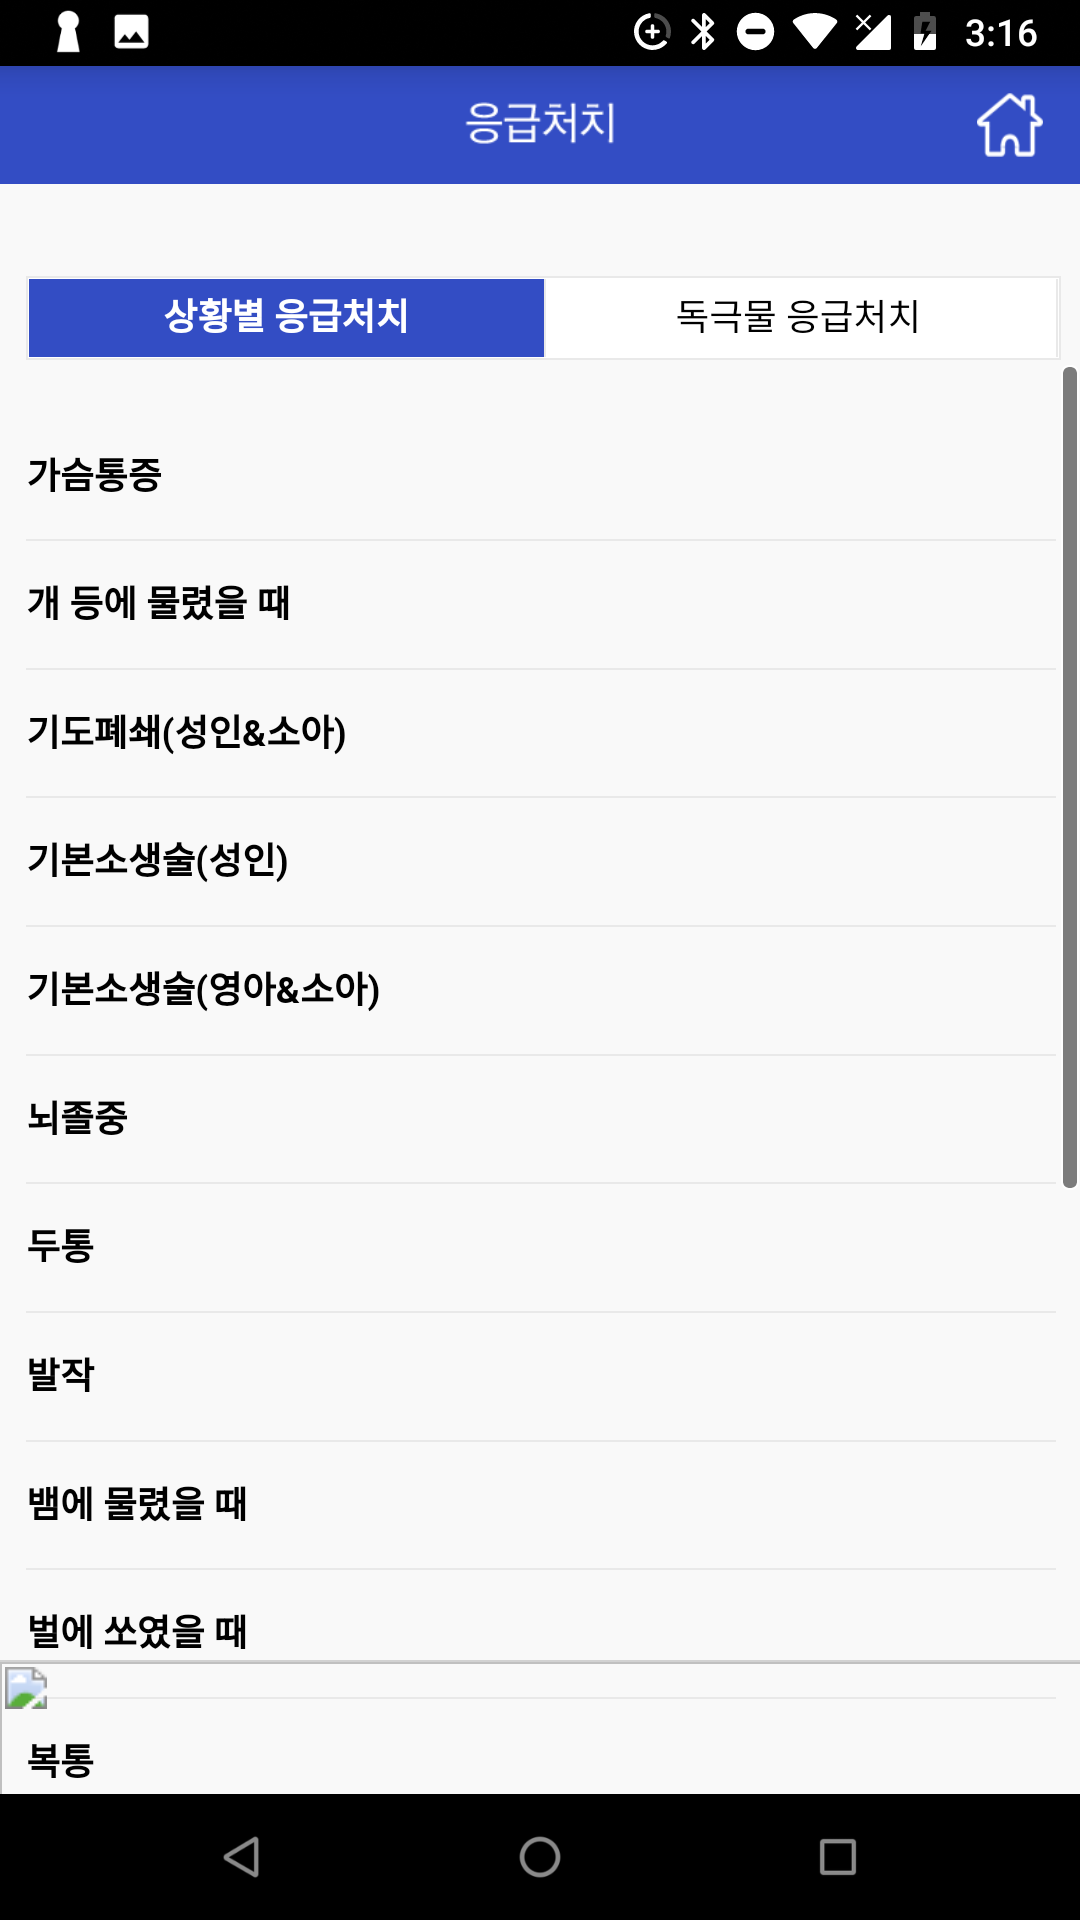 3:16
응급처치
상황별 응급처치
독극물 응급처치
가슴통증
개 등에 물렸을 때
기도폐쇄(성인&소아)
기본소생술(성인)
기본소생술(영아&소아)
뇌졸중
두통
발작
뱀에 물렸을 때
벌에 쏘였을 때
복통